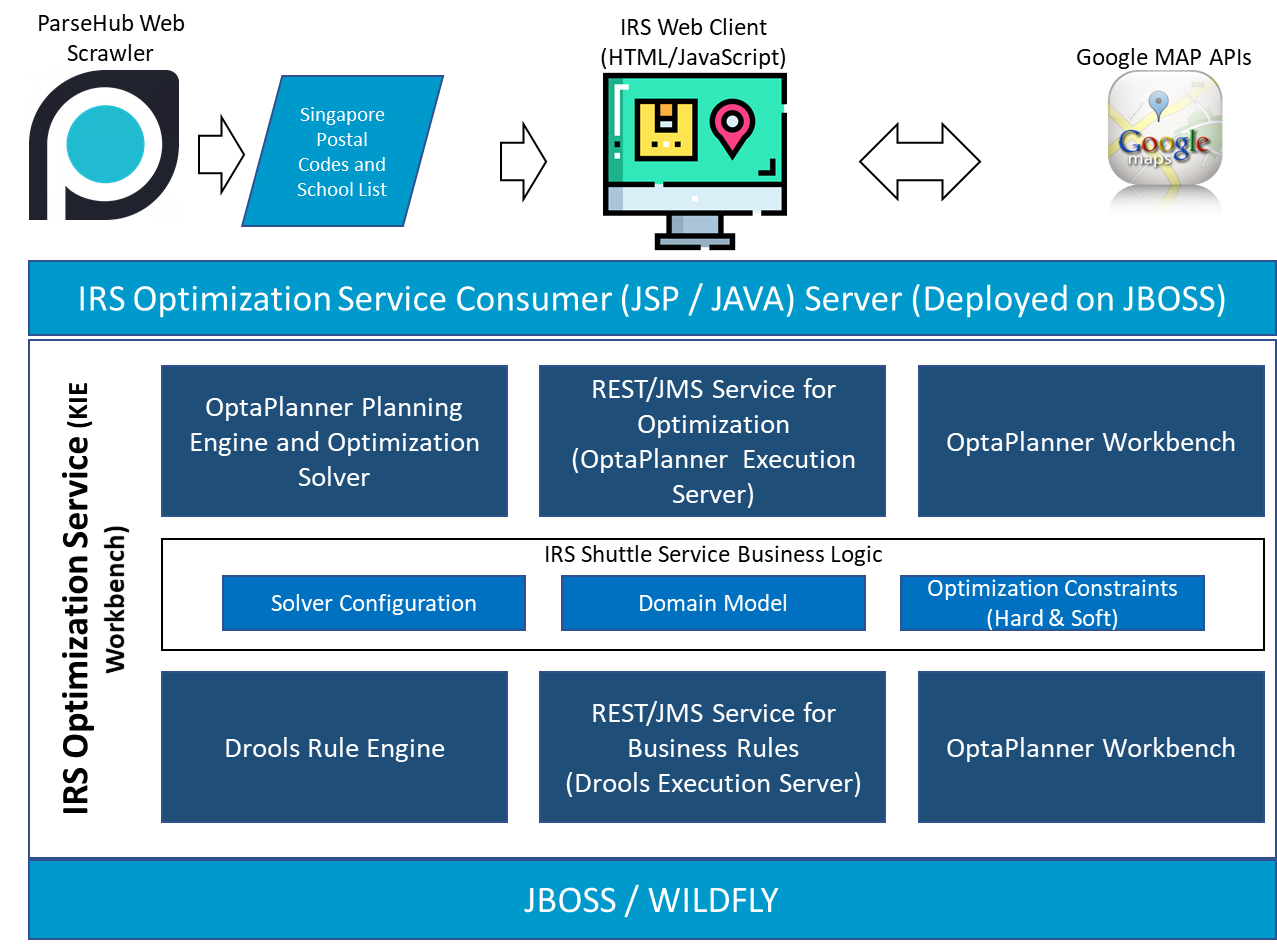 ParseHub Web
Scrawler
IRS Web Client
(HTML/JavaScript)
Google MAP APIs
Singapore
Postal
Codes and
School List
Google
maps
IRS Optimization Service Consumer (JSP / JAVA) Server (Deployed on JBOSS)
IRS Optimization Service (KIE
Workbench)
OptaPlanner Planning
Engine and Optimization
Solver
REST/JMS Service for
Optimization
(OptaPlanner Execution
Server)
OptaPlanner Workbench
IRS Shuttle Service Business Logic
Solver Configuration
Domain Model
Optimization Constraints
(Hard & Soft)
Drools Rule Engine
REST/JMS Service for
Business Rules
(Drools Execution Server)
OptaPlanner Workbench
JBOSS / WILDFLY